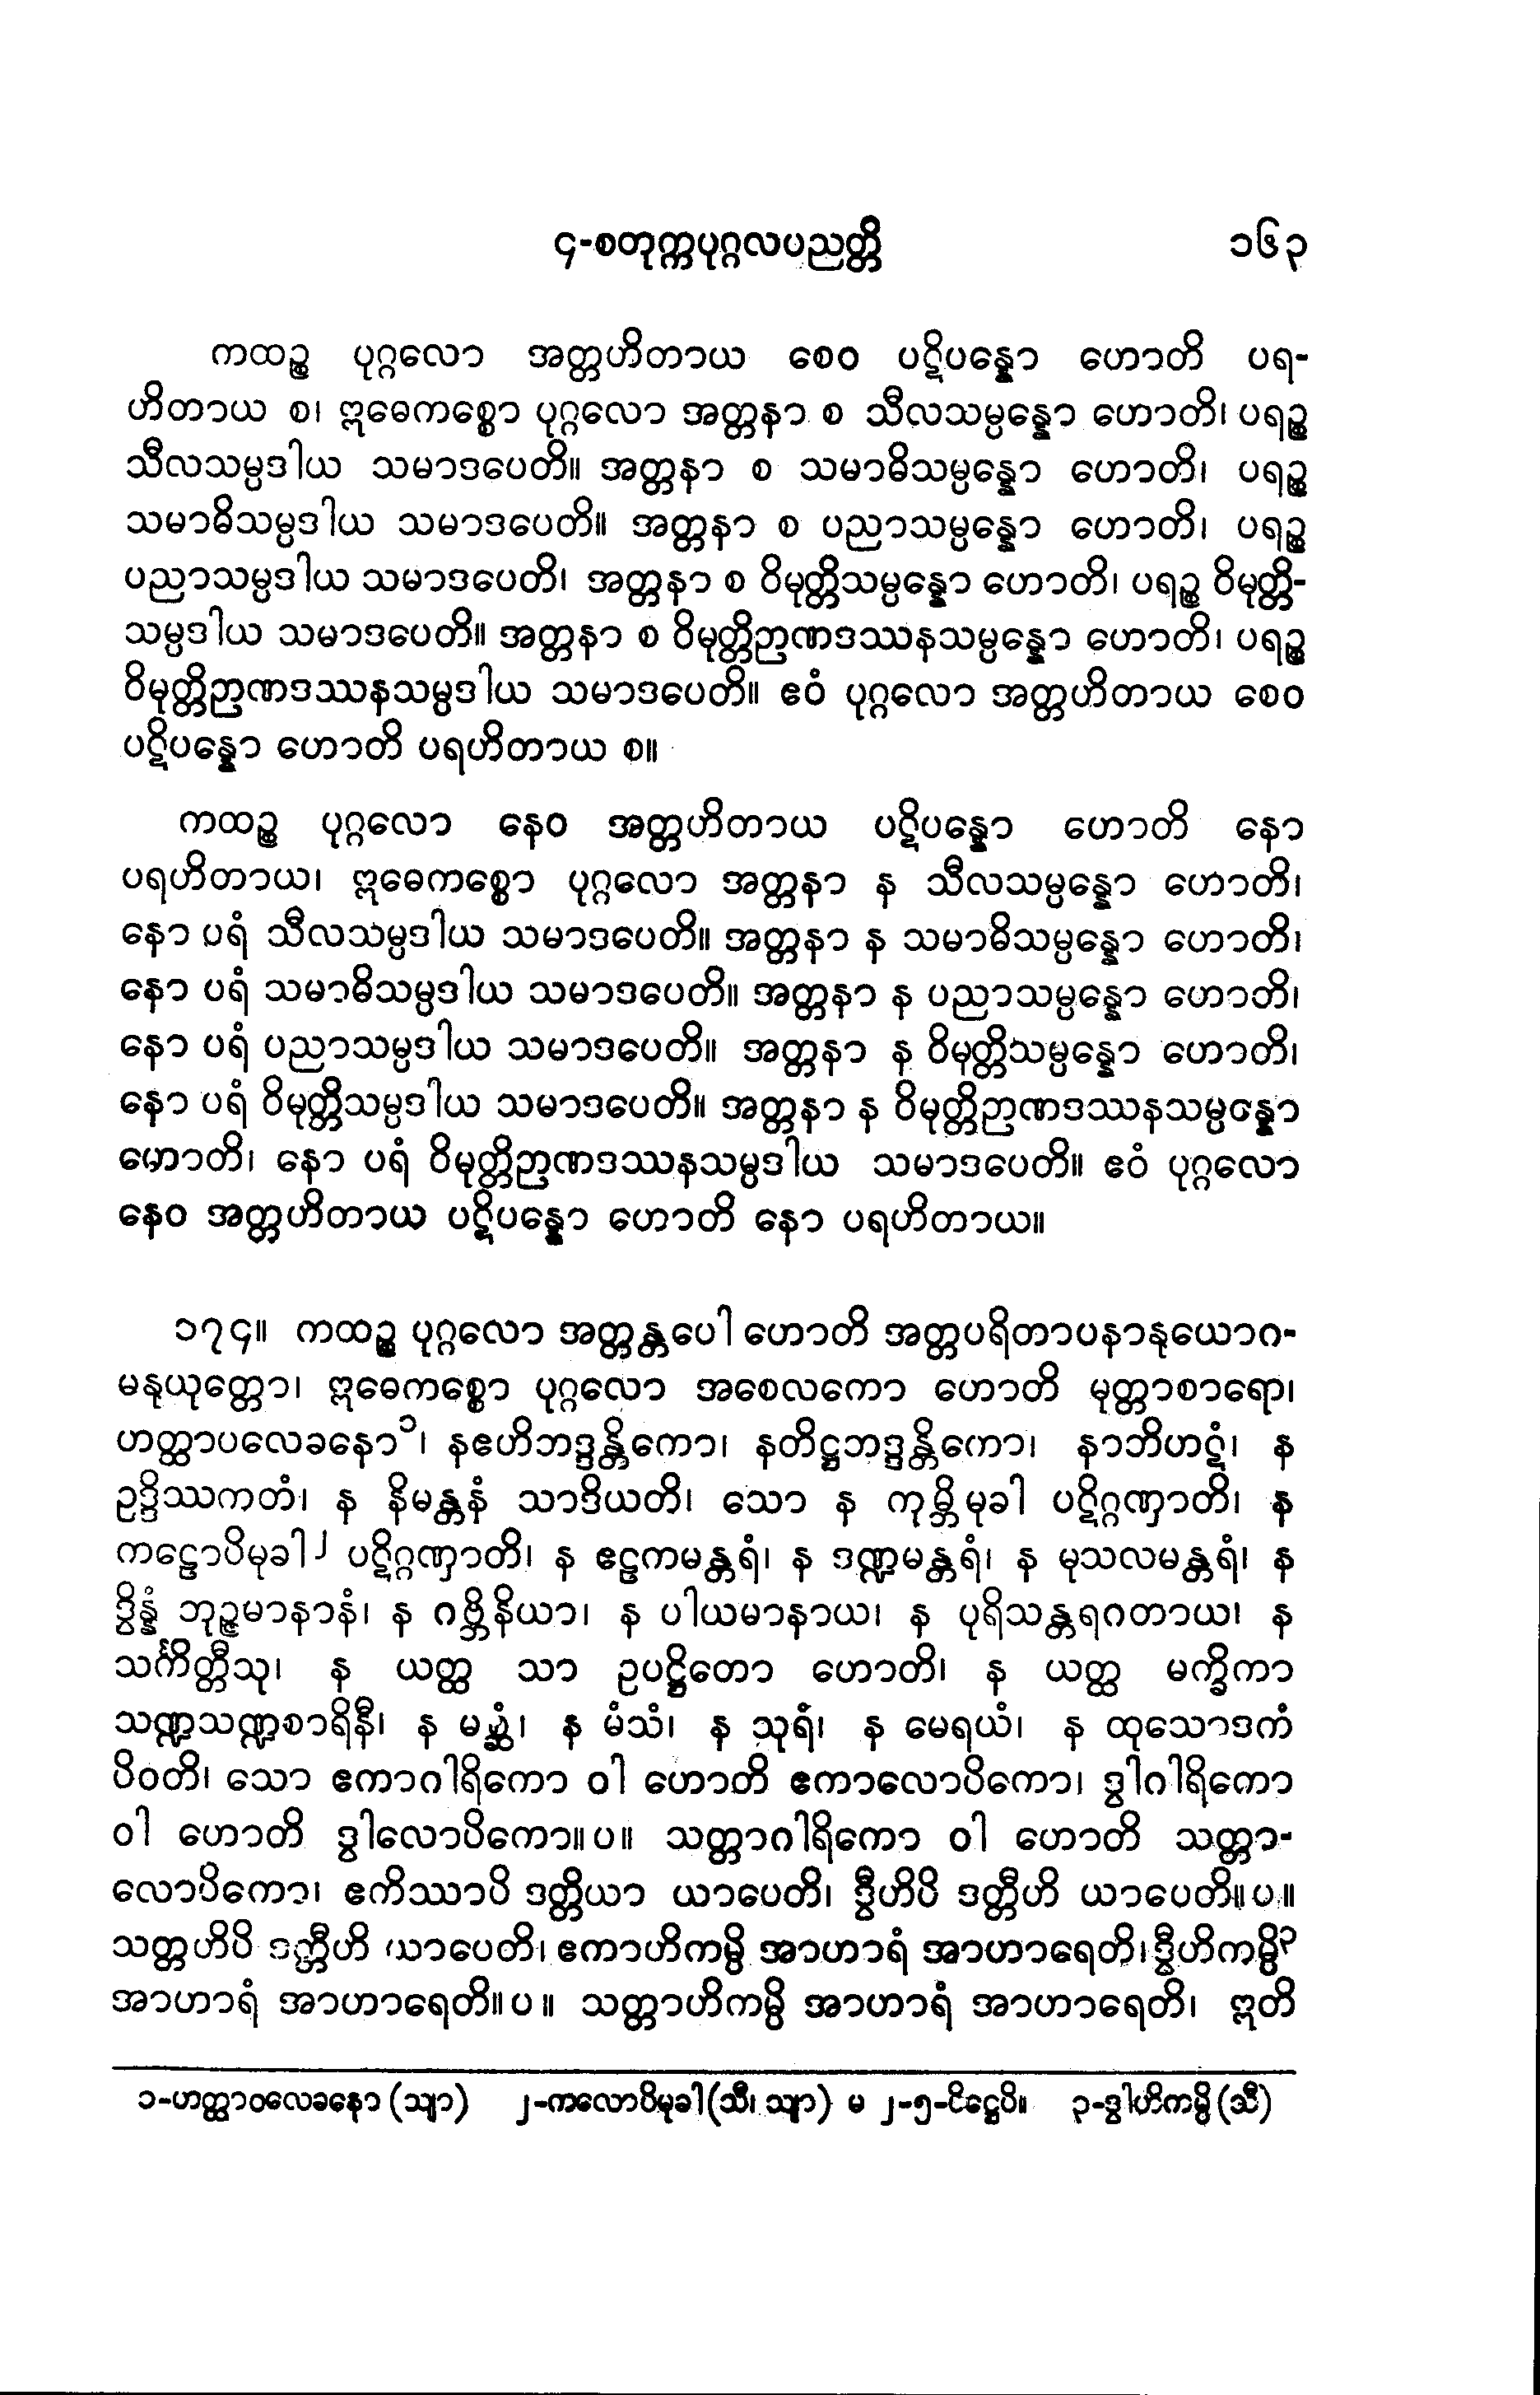 ၄-စတုက္ကပုဂ္ဂလပညတ္တိ ၁၆၃
ကထဉ္စ ပုဂ္ဂလော အတ္တဟိတာယ စေဝ ပဋိပန္နော ဟောတိ ပရ-
ဟိတာယ စ၊ ဣဓေကစ္စော ပုဂ္ဂလော အတ္တနာ စ သီလသမ္ပန္နော ဟောတိ၊ ပရဉ္စ
သီလသမ္ပဒါယ သမာဒပေတိ။ အတ္တနာ စ သမာဓိသမ္ပန္နော ဟောတိ၊ ပရဉ္စ
သမာဓိသမ္ပဒါယ သမာဒပေတိ။ အတ္တနာ စ ပညာသမ္ပန္နော ဟောတိ၊ ပရဉ္စ
ပညာသမ္ပဒါယ သမာဒပေတိ၊ အတ္တနာ စ ဝိမုတ္တိသမ္ပန္နော ဟောတိ၊ ပရဉ္စ ဝိမုတ္တိ-
သမ္ပဒါယ သမာဒပေတိ။ အတ္တနာ စ ဝိမုတ္တိဉာဏဒဿနသမ္ပန္နော ဟောတိ၊ ပရဉ္စ
ဝိမုတ္တိဉာဏဒဿနသမ္ပဒါယ သမာဒပေတိ။ ဧဝံ ပုဂ္ဂလော အတ္တဟိတာယ စေဝ
ပဋိပန္နော ဟောတိ ပရဟိတာယ စ။
ကထဉ္စ ပုဂ္ဂလော နေဝ အတ္တဟိတာယ ပဋိပန္နော ဟောတိ နော
ပရဟိတာယ၊ ဣဓေကစ္စော ပုဂ္ဂလော အတ္တနာ န သီလသမ္ပန္နော ဟောတိ၊
နော ပရံ သီလသမ္ပဒါယ သမာဒပေတိ။ အတ္တနာ န သမာဓိသမ္ပန္နော ဟောတိ၊
နော ပရံ သမာဓိသမ္ပဒါယ သမာဒပေတိ။ အတ္တနာ န ပညာသမ္ပန္နော ဟောတိ၊
နော ပရံ ပညာသမ္ပဒါယ သမာဒပေတိ။ အတ္တနာ န ဝိမုတ္တိသမ္ပန္နော ဟောတိ၊
နော ပရံ ဝိမုတ္တိသမ္ပဒါယ သမာဒပေတိ။ အတ္တနာ န ဝိမုတ္တိဉာဏဒဿနသမ္ပန္နော
ဟောတိ၊ နော ပရံ ဝိမုတ္တိဉာဏဒဿနသမ္ပဒါယ သမာဒပေတိ။ ဧဝံ ပုဂ္ဂလော
နေဝ အတ္တဟိတာယ ပဋိပန္နော ဟောတိ နော ပရဟိတာယ။
၁၇၄။ ကထဉ္စ ပုဂ္ဂလော အတ္တန္တပေါ ဟောတိ အတ္တပရိတာပနာနုယောဂ-
မနုယုတ္တော၊ ဣဓေကစ္စော ပုဂ္ဂလော အစေလကော ဟောတိ မုတ္တာစာရော၊
ဟတ္ထာပလေခနော၁၊ နဧဟိဘဒ္ဒန္တိကော၊ နတိဋ္ဌဘဒ္ဒန္တိကော၊ နာဘိဟဋံ၊ န
ဥဒ္ဒိဿကတံ၊ န နိမန္တနံ သာဒိယတိ၊ သော န ကုမ္ဘိမုခါ ပဋိဂ္ဂဏှာတိ၊ န
ကဠောပိမုခါ၂ ပဋိဂ္ဂဏှာတိ၊ န ဧဠကမန္တရံ၊ န ဒဏ္ဍမန္တရံ၊ န မုသလမန္တရံ၊ န
ဒွိန္နံ ဘုဉ္ဇမာနာနံ၊ န ဂဗ္ဘိနိယာ၊ န ပါယမာနာယ၊ န ပုရိသန္တရဂတာယ၊ န
သင်္ကိတ္တီသု၊ န ယတ္ထ သာ ဥပဋ္ဌိတော ဟောတိ၊ န ယတ္ထ မက္ခိကာ
သဏ္ဍသဏ္ဍစာရိနီ၊ န မစ္ဆံ၊ န မံသံ၊ န သုရံ၊ န မေရယံ၊ န ထုသောဒကံ
ပိဝတိ၊ သော ဧကာဂါရိကော ဝါ ဟောတိ ဧကာလောပိကော၊ ဒွါဂါရိကော
ဝါ ဟောတိ ဒွါလောပိကော။ပ။ သတ္တာဂါရိကော ဝါ ဟောတိ သတ္တာ-
လောပိကော၊ ဧကိဿာပိ ဒတ္တိယာ ယာပေတိ၊ ဒွီဟိပိ ဒတ္တီဟိ ယာပေတိ။ပ။
သတ္တဟိပိ ဒတ္တီဟိ ယာပေတိ၊ ဧကာဟိကမ္ပိ အာဟာရံ အာဟာရေတိ၊ ဒွီဟိကမ္ပိ၃
အာဟာရံ အာဟာရေတိ။ပ။ သတ္တာဟိကမ္ပိ အာဟာရံ အာဟာရေတိ၊ ဣတိ
၁-ဟတ္ထာဝလေခနော (သျာ) ၂-ကလောပိမုခါ (သီ၊ သျာ) မ ၂-၅-ပိဋ္ဌေပိ။ ၃-ဒွါဟိကမ္ပိ (သီ)